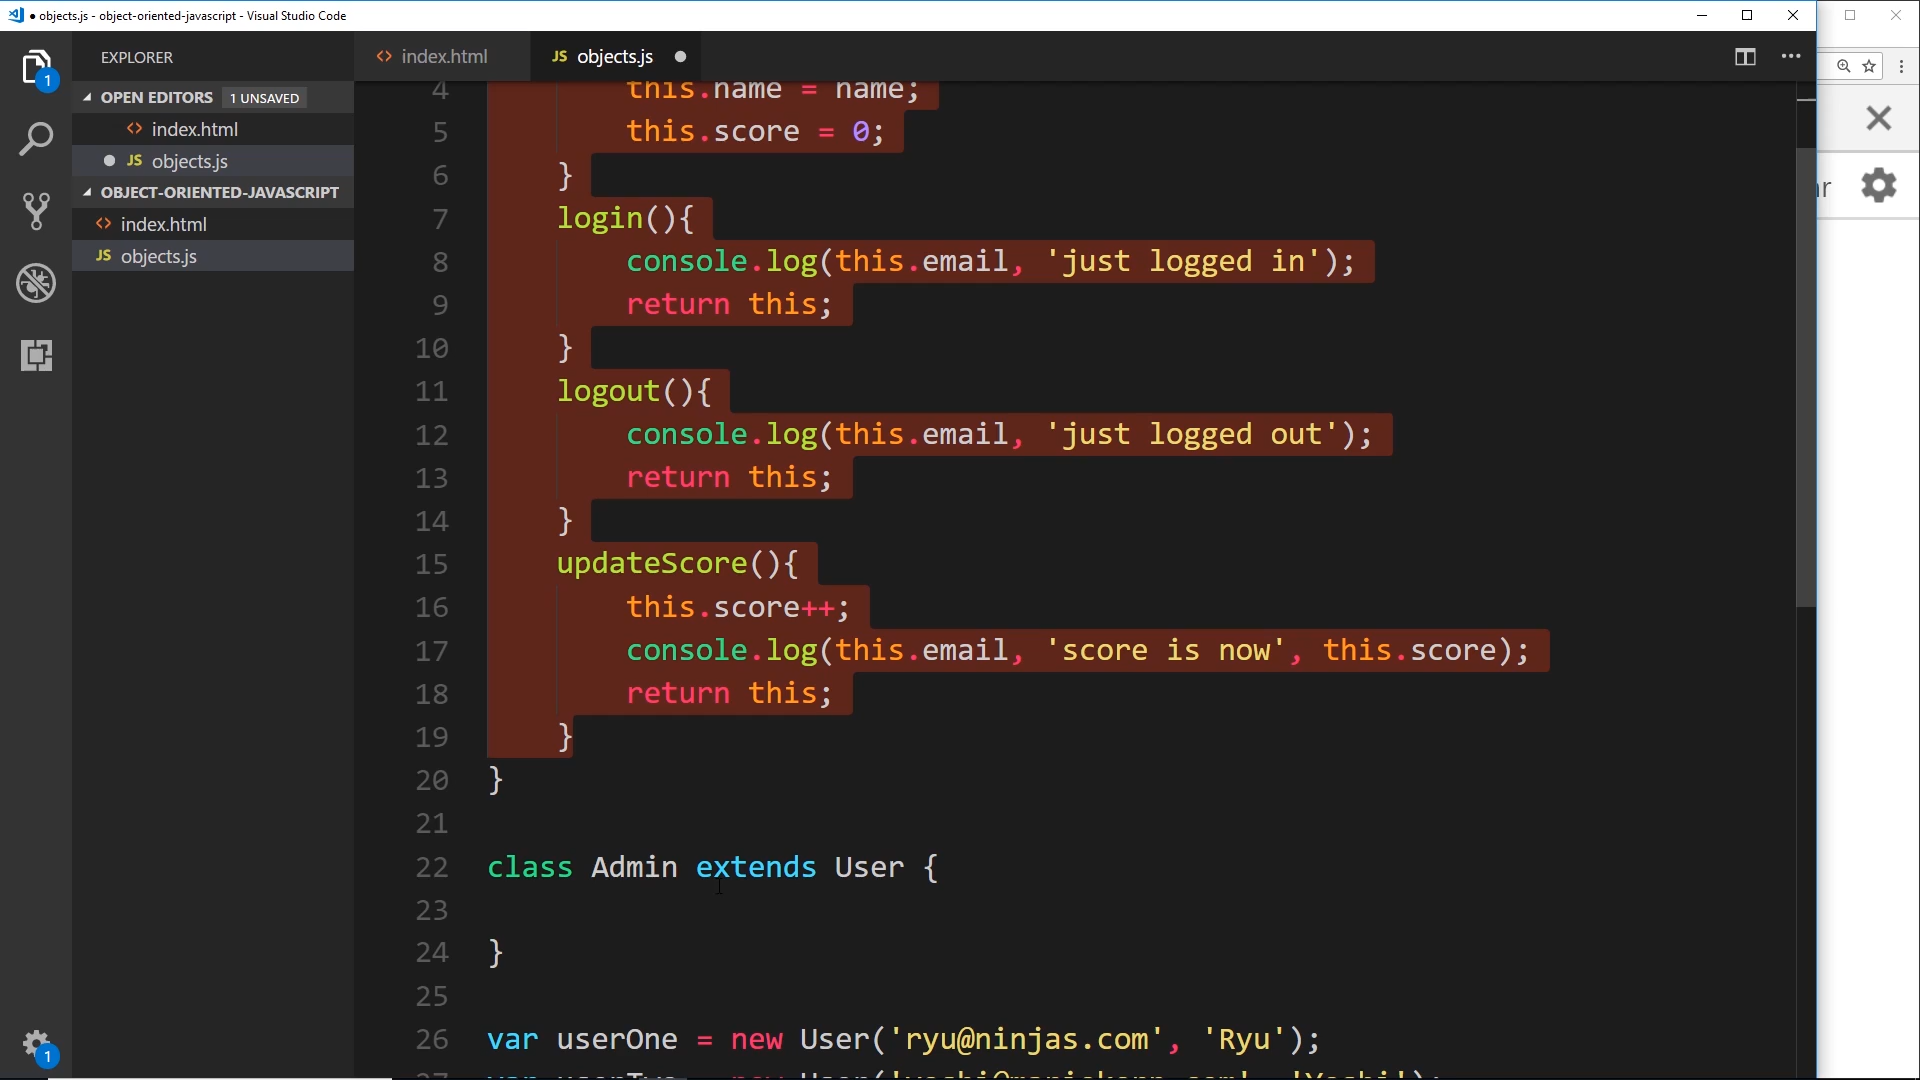 objects.js - object-oriented-javascript - Visual Studio Code
EXPLORER
OPEN EDITORS 1 UNSAVED
<> index.html
JS objects.js
OBJECT-ORIENTED-JAVASCRIPT
<> index.html
JS objects.js
1
1
<> index.html JS objects.js
4 this.name = name;
5 this.score = 0;
6 }
7 login(){
8 console.log(this.email, 'just logged in');
9 return this;
10 }
11 logout(){
12 console.log(this.email, 'just logged out');
13 return this;
14 }
15 updateScore(){
16 this.score++;
17 console.log(this.email, 'score is now', this.score);
18 return this;
19 }
20 }
21
22 class Admin extends User {
23
24 }
25
26 var userOne = new User('ryu@ninjas.com', 'Ryu');